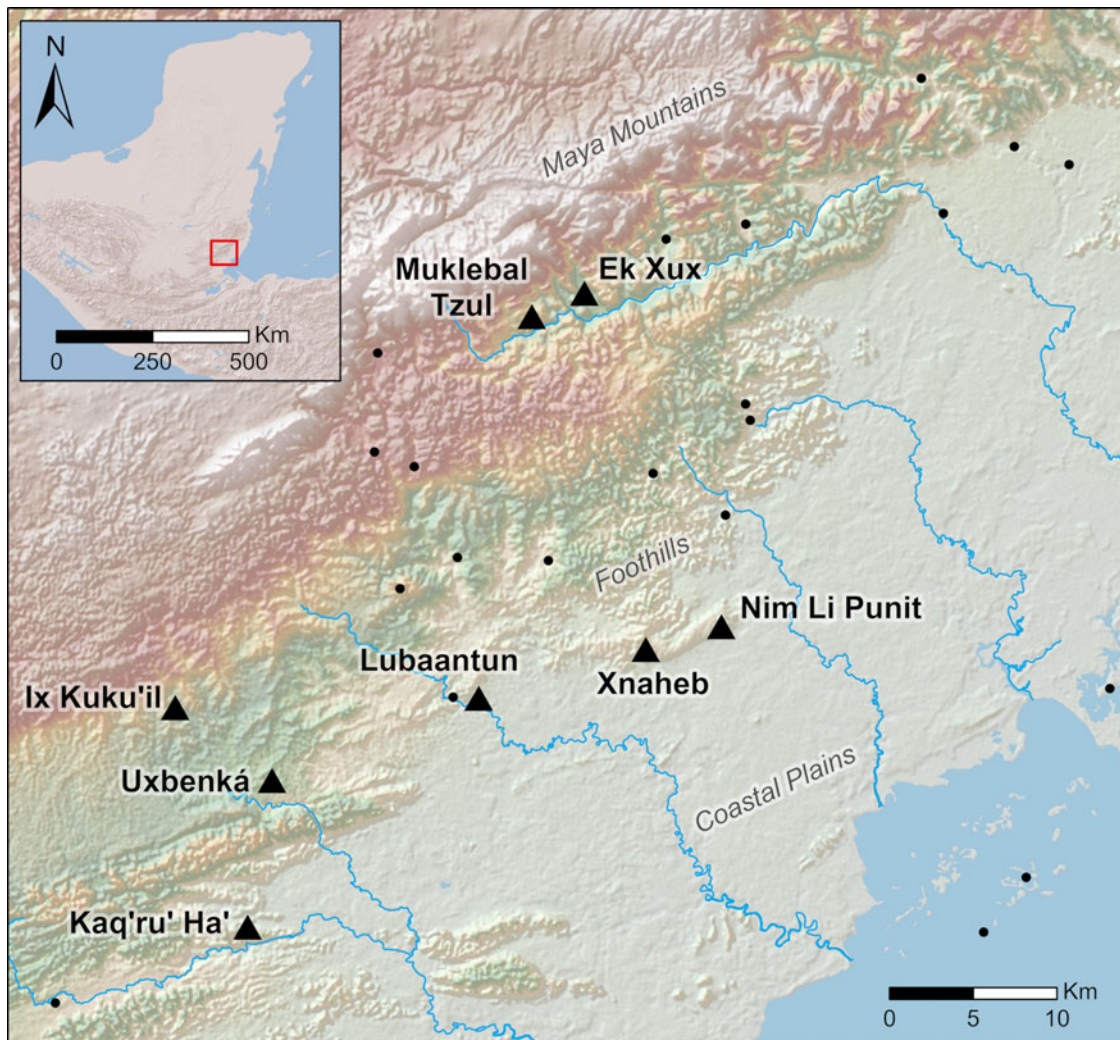 N
Km
0 250 500
Maya Mountains
Muklebal
Tzul
Ek Xux
Foothills
Nim Li Punit
Xnaheb
Lubaantun
Ix Kuku'il
Uxbenká
Coastal Plains
Kaq'ru' Ha'
Km
0 5 10